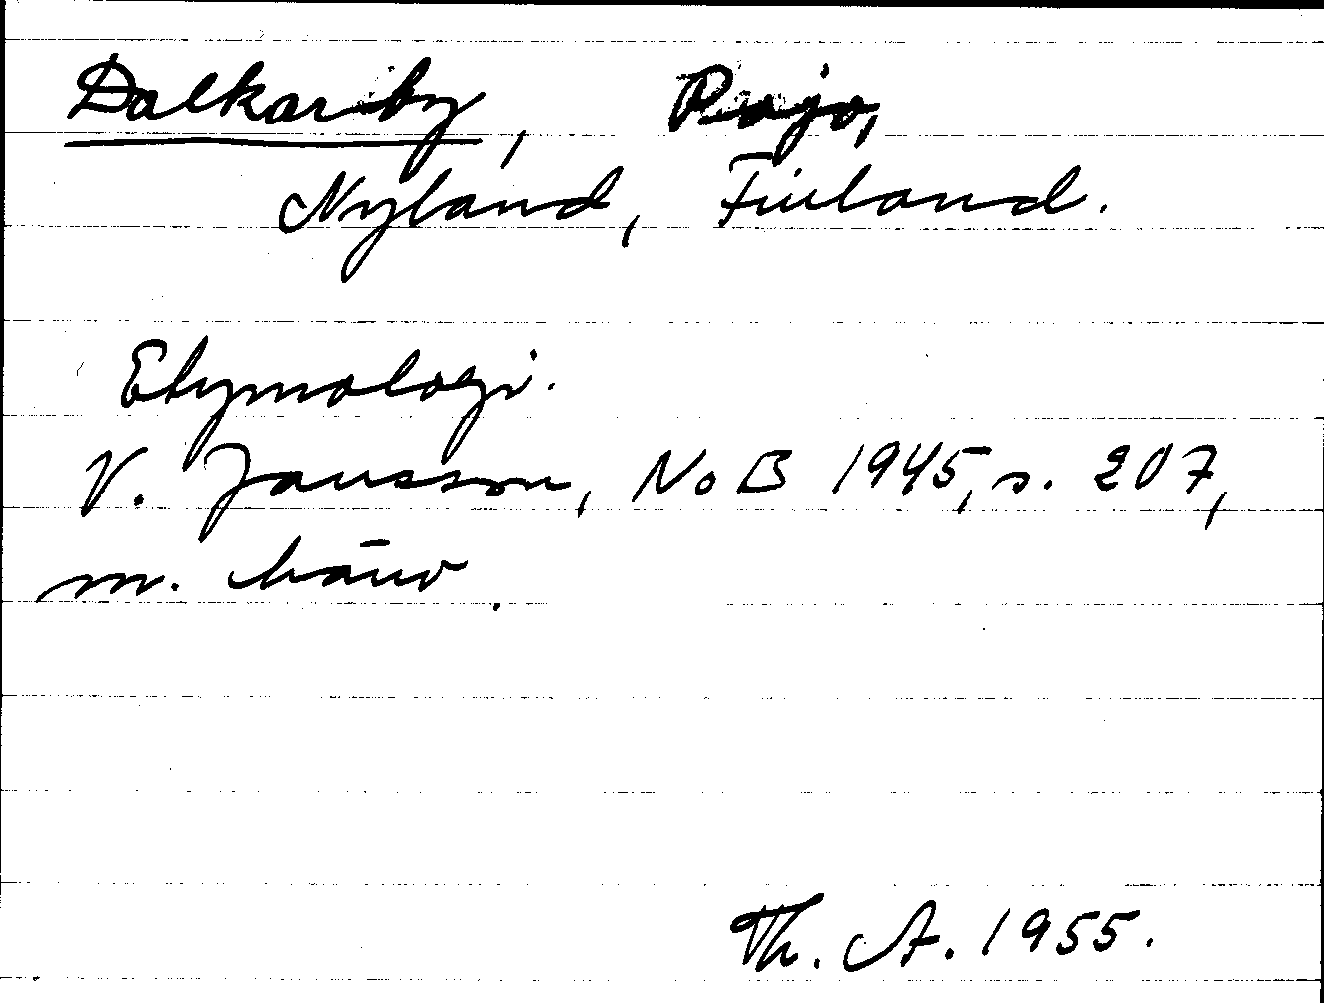 Dalkarby, Pojo,
Nyland, Finland.
Etymologi.
V. Jansson, NoB 1945, s. 207,
m. hänv.
Th. A. 1955.